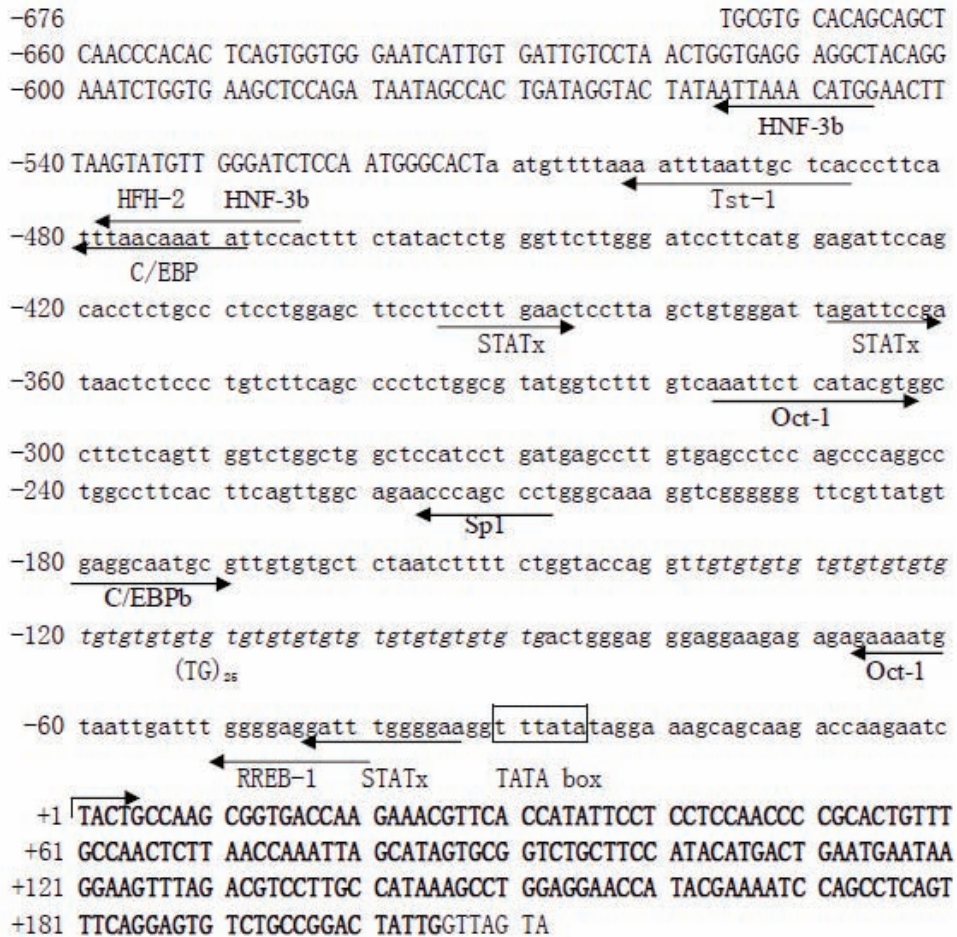 -676 TGCGTG CACAGCAGCT
-660 CAACCCACAC TCAGTGGTGG GAATCATTGT GATTGTCCTA ACTGGTGAGG AGGCTACAGG
-600 AAATCTGGTG AAGCTCCAGA TAATAGCCAC TGATAGGTAC TATAATTAAA CATGGAACTT
HNF-3b
-540 TAAGTATGTT GGGATCTCCA ATGGGCACTa atgttttaaa atttaattgc tcacccttca
HFH-2 HNF-3b Tst-1
-480 tttaacaaat attccacttt ctatactctg ggttcttggg atccttcatg gagattccag
C/EBP
-420 cacctctgcc ctcctggagc ttccttcctt gaactcctta gctgtgggat tagattccga
STATx STATx
-360 taactctccc tgtcttcagc cccctctggcg tatggtcttt gtcaaattct catacgtggc
Oct-1
-300 cttctcagtt ggtctggctg gctccatcct gatgagcctt gtgagcctcc agcccaggcc
-240 tggccttcac ttcagttggc agaacccagc ccctgggcaaa ggtcgggggg ttcgttatgt
Sp1
-180 gaggcaatgc gttgtgtgct ctaatctttt ctggtaccag gttgtgtgtg tgtgtgtgtg
C/EBPb
-120 tgtgtgtgtg tgtgtgtgtg tgtgtgtgtg tgactgggag ggaggaagag agagaaaatg
(TG)25 Oct-1
-60 taattgattt ggggaggatt tggggaaggt tttatatagga aagcagcaag accaagaatc
RREB-1 STATx TATA box
+1 TACTGCCAAG CGGTGACCAA GAAACGTTCA CCATATTCCT CCTCCAACCC CGCACTGTTT
+61 GCCAACTCTT AACCAAATTA GCATAGTGCG GTCTGCTTCC ATACATGACT GAATGAATAA
+121 GGAAGTTTAG ACGTCCTTGC CATAAAGCCT GGAGGAACCA TACGAAAATC CAGCCTCAGT
+181 TTCAGGAGTG TCTGCCGGAC TATTGGTTAG TA